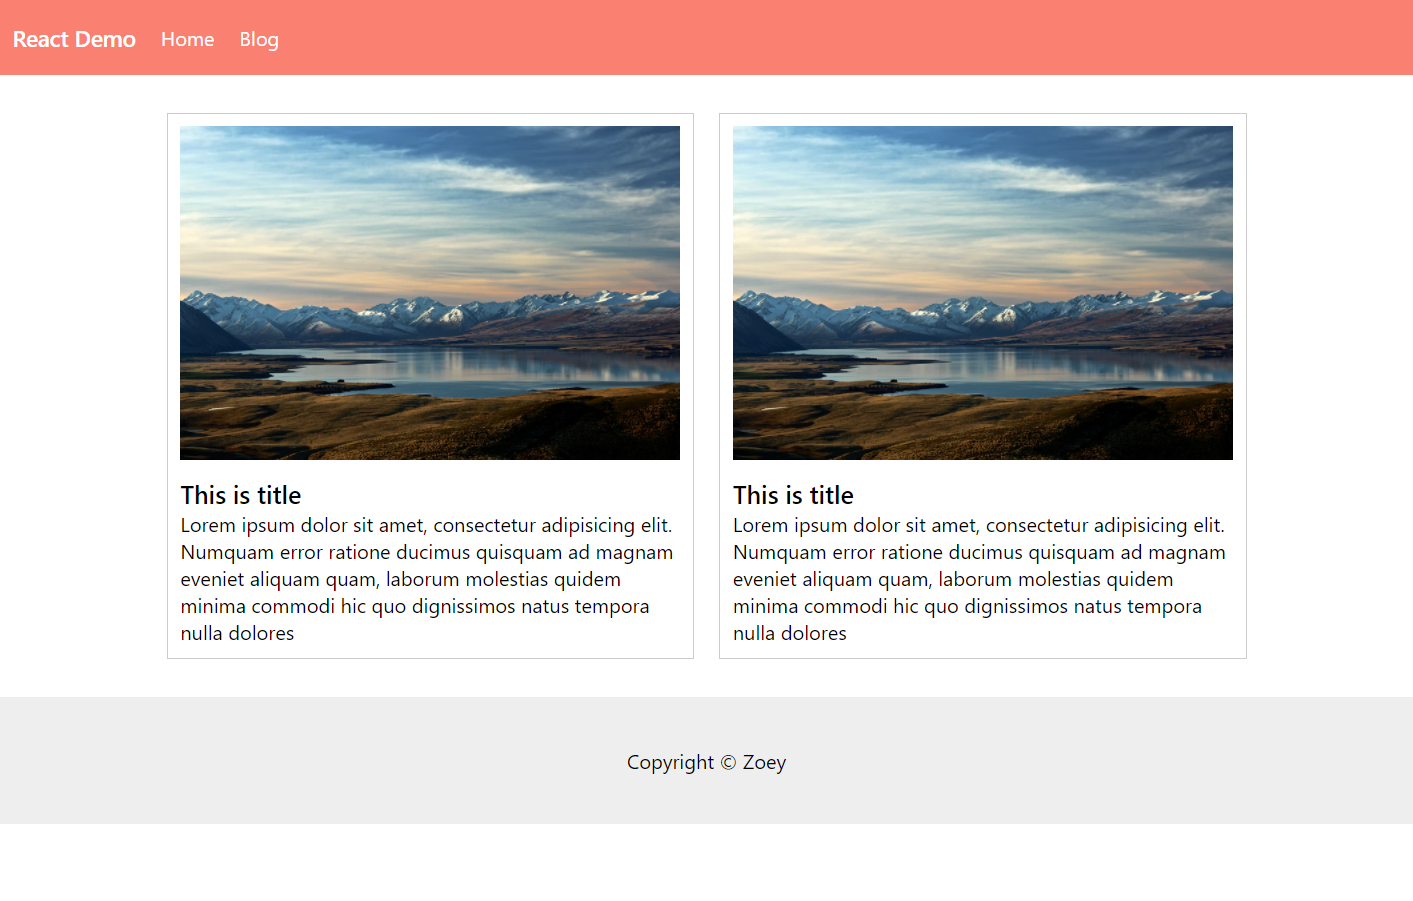 React Demo Home Blog
This is title
Lorem ipsum dolor sit amet, consectetur adipisicing elit.
Numquam error ratione ducimus quisquam ad magnam
eveniet aliquam quam, laborum molestias quidem
minima commodi hic quo dignissimos natus tempora
nulla dolores
This is title
Lorem ipsum dolor sit amet, consectetur adipisicing elit.
Numquam error ratione ducimus quisquam ad magnam
eveniet aliquam quam, laborum molestias quidem
minima commodi hic quo dignissimos natus tempora
nulla dolores
Copyright © Zoey